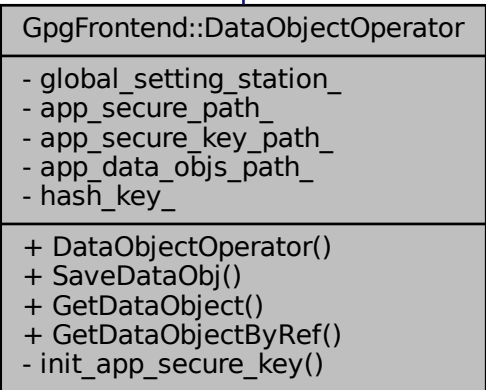 GpgFrontend::DataObjectOperator
- global_setting_station_
- app_secure_path_
- app_secure_key_path_
- app_data_objs_path_
- hash_key_
+ DataObjectOperator()
+ SaveDataObj()
+ GetDataObject()
+ GetDataObjectByRef()
- init_app_secure_key()